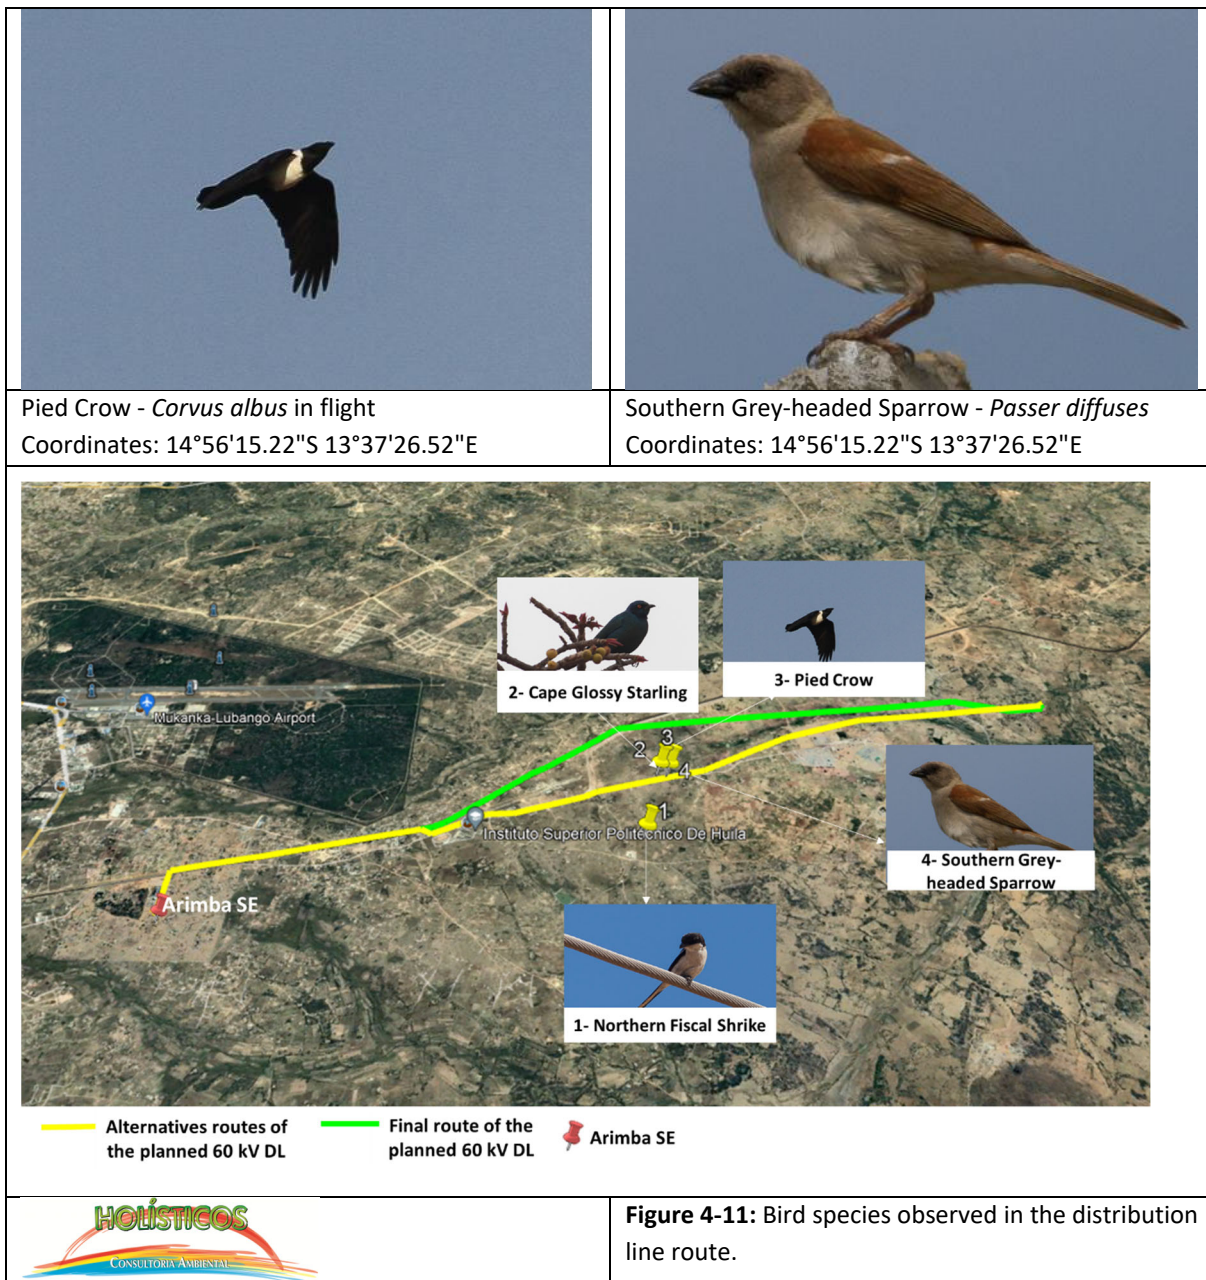 Pied Crow - Corvus albus in flight
Coordinates: 14°56'15.22"S 13°37'26.52"E
Southern Grey-headed Sparrow - Passer diffuses
Coordinates: 14°56'15.22"S 13°37'26.52"E
2- Cape Glossy Starling
3- Pied Crow
Mukanka-Lubango Airport
2
3
4
1
Instituto Superior Politécnico De Huila
4- Southern Grey-
headed Sparrow
Arimba SE
1- Northern Fiscal Shrike
Alternatives routes of
the planned 60 kV DL
Final route of the
planned 60 kV DL
Arimba SE
HOLÍSTICOS
CONSULTORIA AMBIENTAL
Figure 4-11: Bird species observed in the distribution
line route.